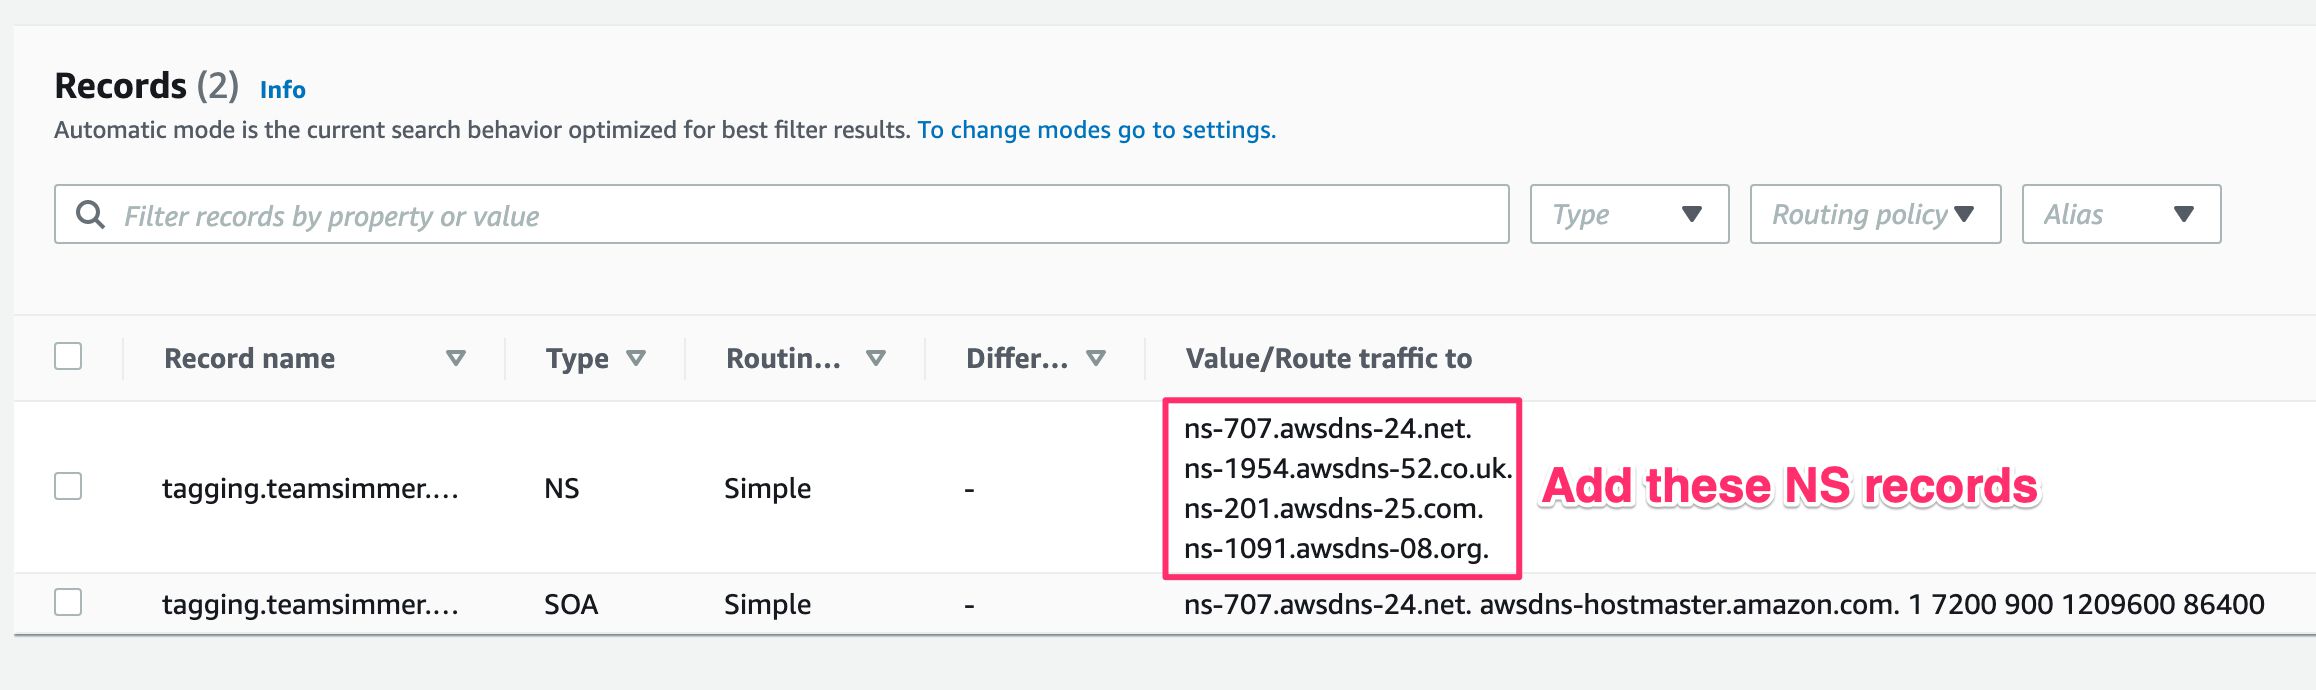 Records (2) Info
Automatic mode is the current search behavior optimized for best filter results. To change modes go to settings.
Filter records by property or value
Type
Routing policy
Alias
Record name
Type
Routin...
Differ...
Value/Route traffic to
tagging.teamsimmer....
NS
Simple
-
ns-707.awsdns-24.net.
ns-1954.awsdns-52.co.uk.
ns-201.awsdns-25.com.
ns-1091.awsdns-08.org.
Add these NS records
tagging.teamsimmer....
SOA
Simple
-
ns-707.awsdns-24.net. awsdns-hostmaster.amazon.com. 1 7200 900 1209600 86400